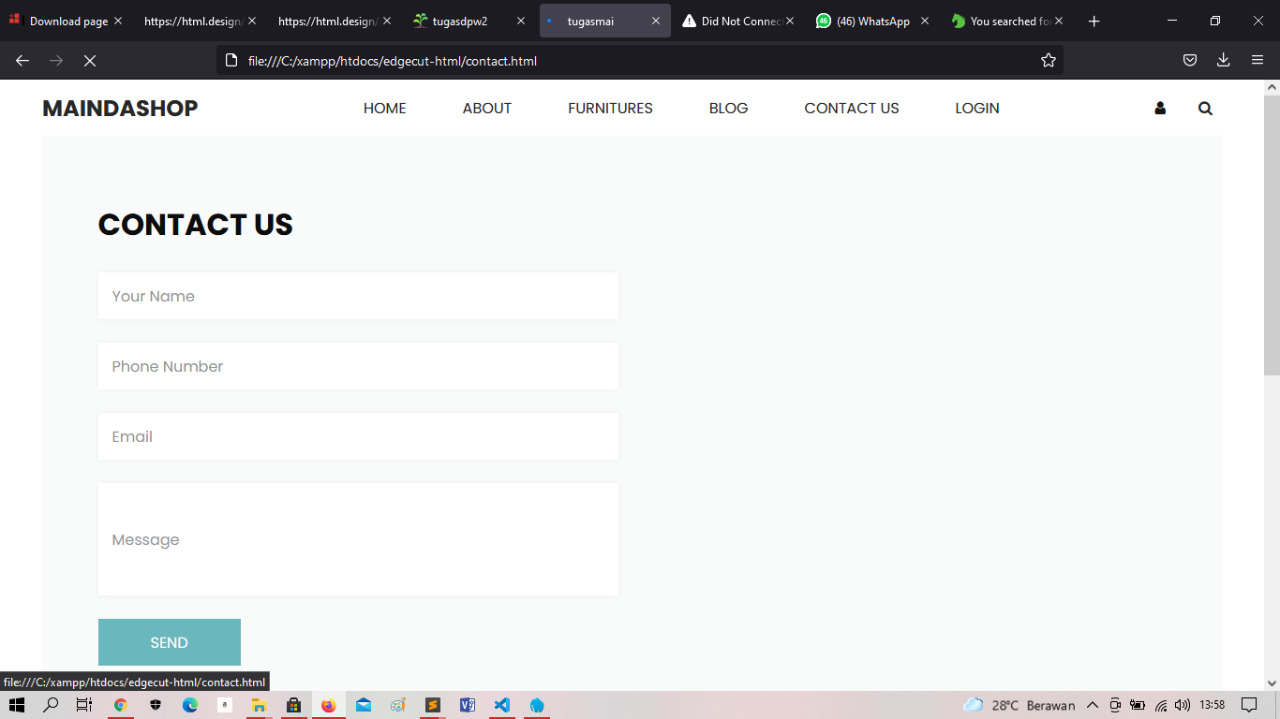 Download page
https://html.design/
https://html.design/
tugasdpw2
tugasmai
Did Not Connec
46 (46) WhatsApp
You searched fo
file:///C:/xampp/htdocs/edgecut-html/contact.html
MAINDASHOP
HOME
ABOUT
FURNITURES
BLOG
CONTACT US
LOGIN
CONTACT US
Your Name
Phone Number
Email
Message
SEND
file:///C:/xampp/htdocs/edgecut-html/contact.html
28°C Berawan
13:58